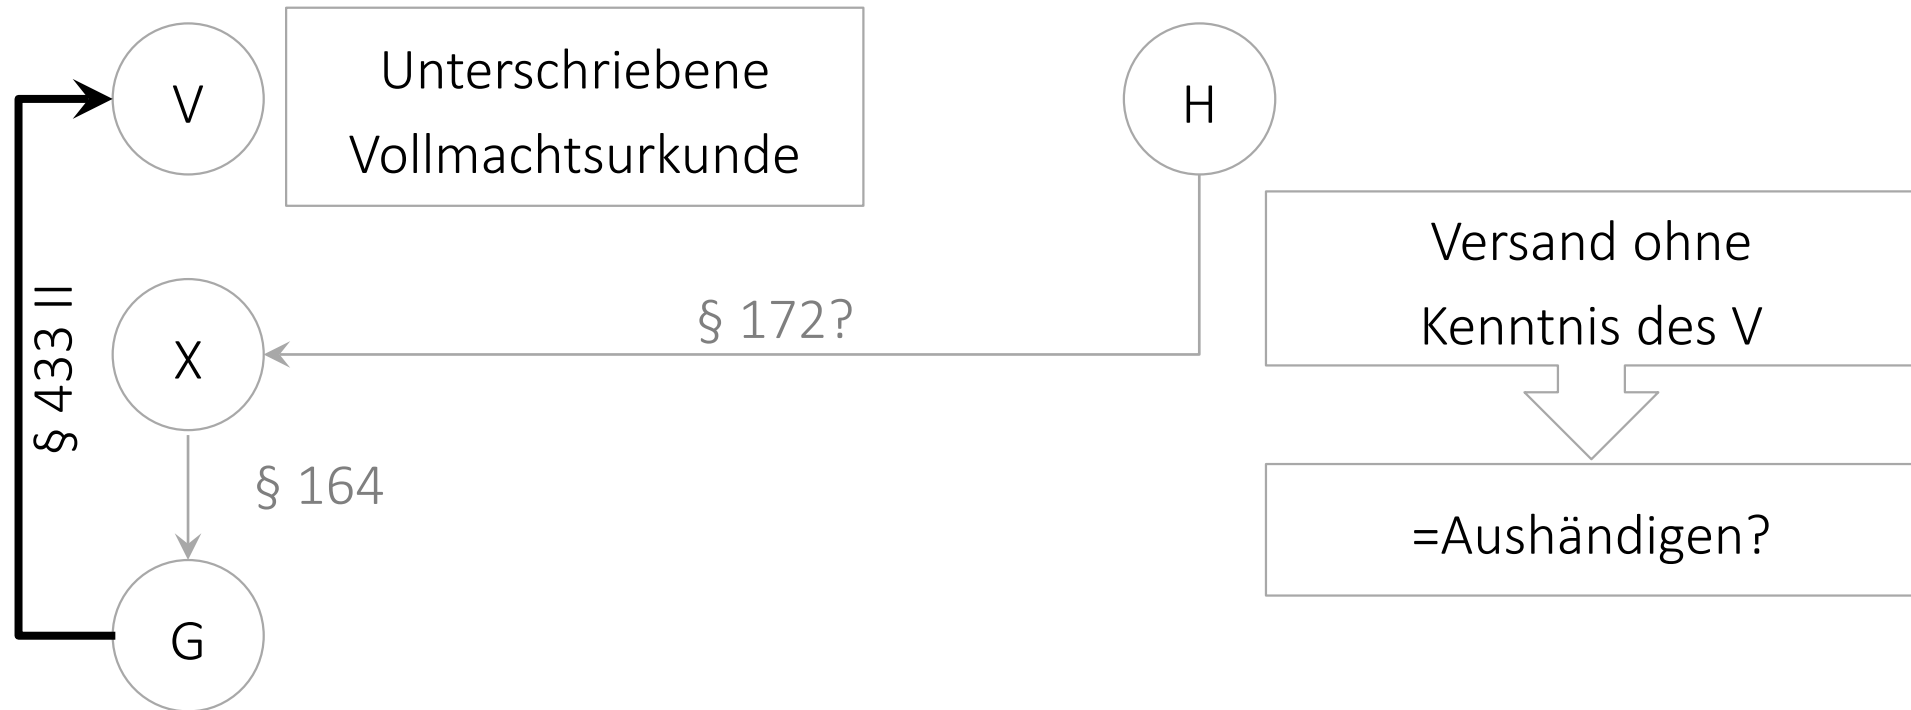 V
Unterschriebene
Vollmachtsurkunde
H
Versand ohne
Kenntnis des V
§ 433 II
X
§ 172?
§ 164
=Aushändigen?
G